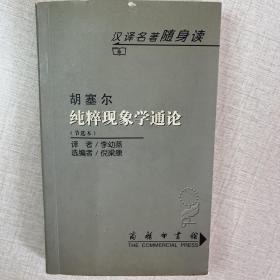 汉译名著随身读
胡塞尔
纯粹现象学通论
(节选本)
译 者/李幼蒸
选编者/倪梁康
商务印书馆
THE COMMERCIAL PRESS